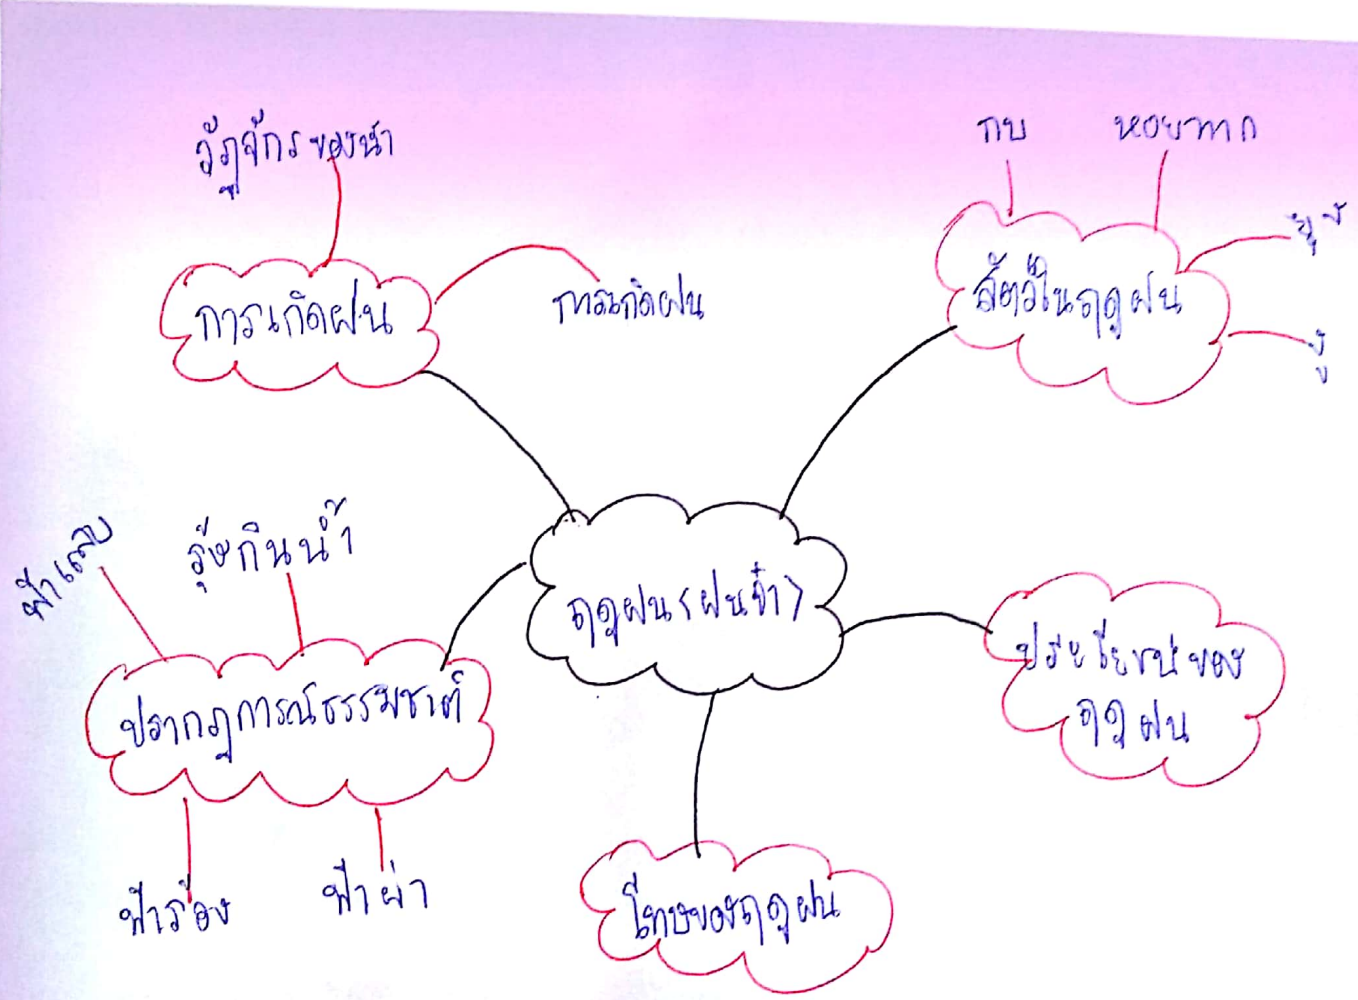 วัฏจักรของน้ำ
การเกิดฝน
การเกิดฝน
กบ
หอยทาก
สัตว์ในฤดูฝน
งู
ฤดูฝน (ฝนจ๋า)
ฟ้าแลบ
รุ้งกินน้ำ
ปรากฏการณ์ธรรมชาติ
ฟ้าร้อง
ฟ้าผ่า
ประโยชน์ของ
ฤดูฝน
โทษของฤดูฝน